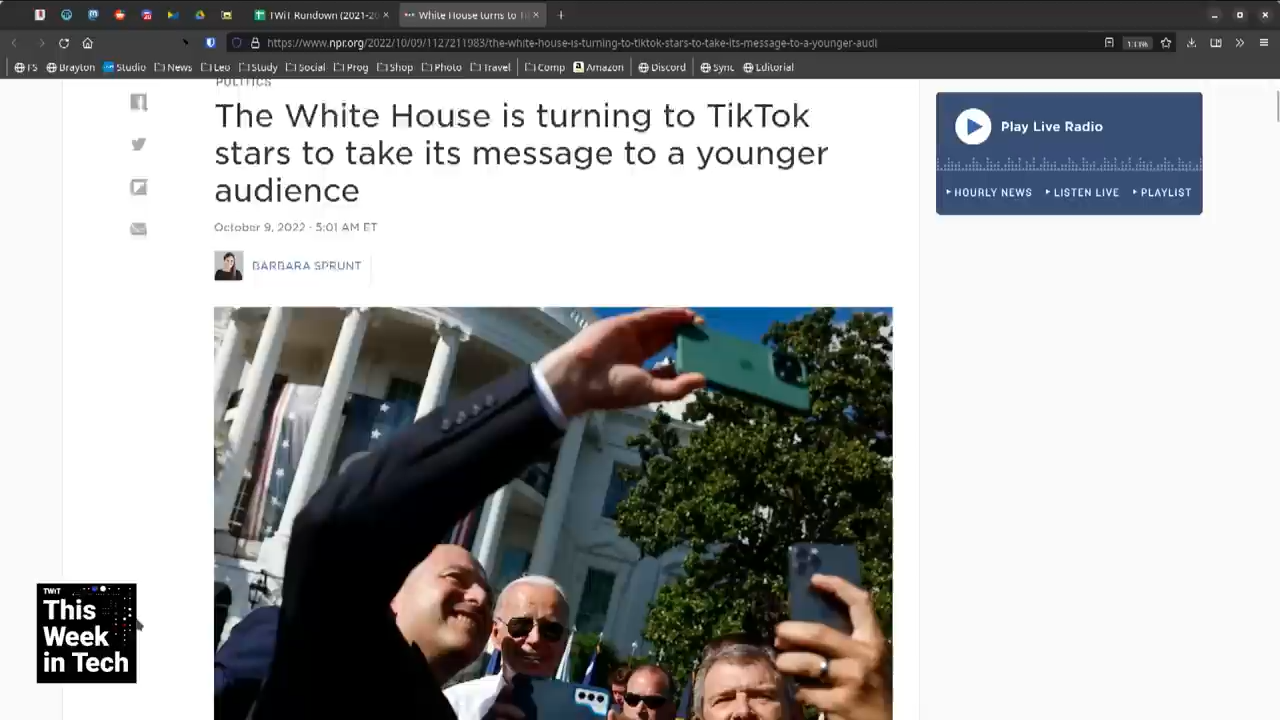 TWiT Rundown (2021-20
White House turns to Ti
https://www.npr.org/2022/10/09/1127211983/the-white-house-is-turning-to-tiktok-stars-to-take-its-message-to-a-younger-audi
133%
FS Brayton Studio News Leo Study Social Prog Shop Photo Travel Comp Amazon Discord Sync Editorial
POLITICS
The White House is turning to TikTok
stars to take its message to a younger
audience
October 9, 2022 · 5:01 AM ET
BARBARA SPRUNT
Play Live Radio
HOURLY NEWS LISTEN LIVE PLAYLIST
TWiT
This
Week
in Tech